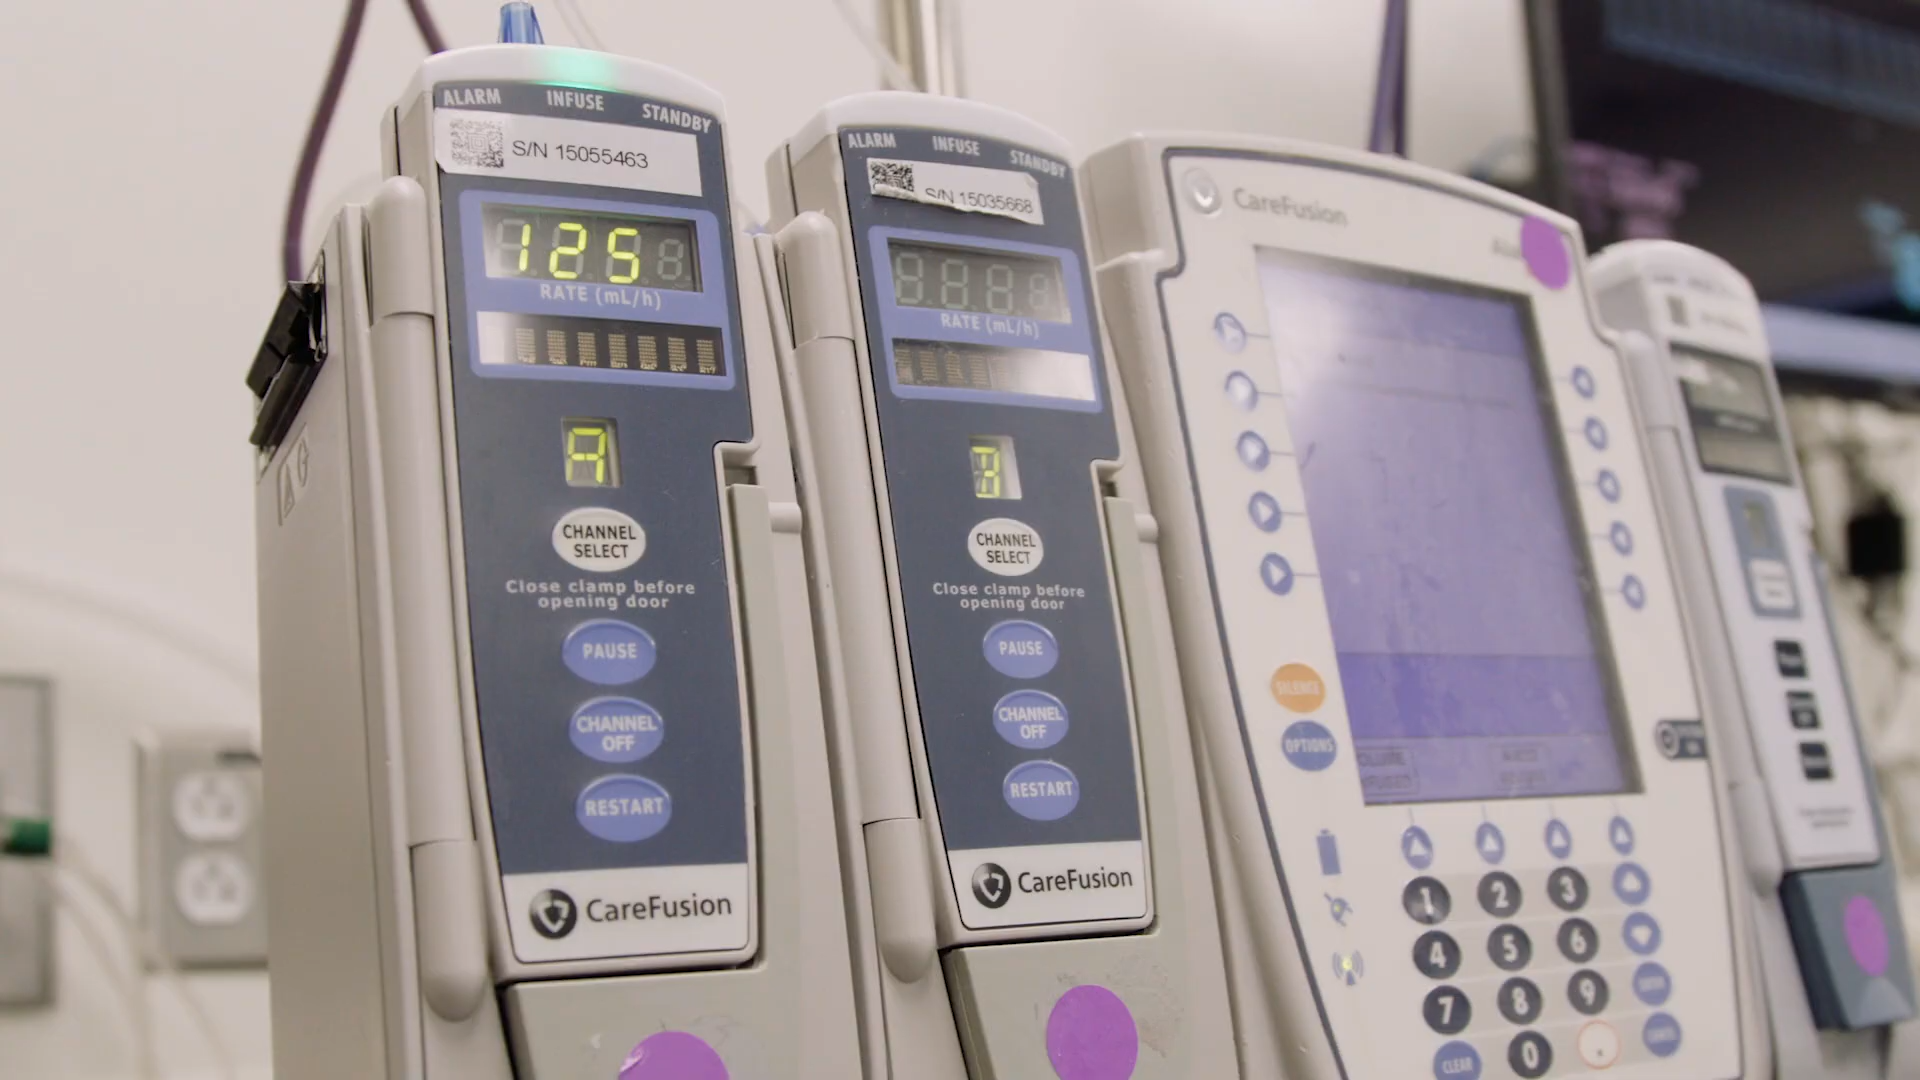 ALARM INFUSE STANDBY
S/N 15055463
125
RATE (mL/h)
A
CHANNEL
SELECT
Close clamp before
opening door
PAUSE
CHANNEL
OFF
RESTART
CareFusion
ALARM INFUSE STANDBY
S/N 15035668
RATE (mL/h)
B
CHANNEL
SELECT
Close clamp before
opening door
PAUSE
CHANNEL
OFF
RESTART
CareFusion
CareFusion
SILENCE
OPTIONS
1 2 3
4 5 6
7 8 9
CLEAR 0 .